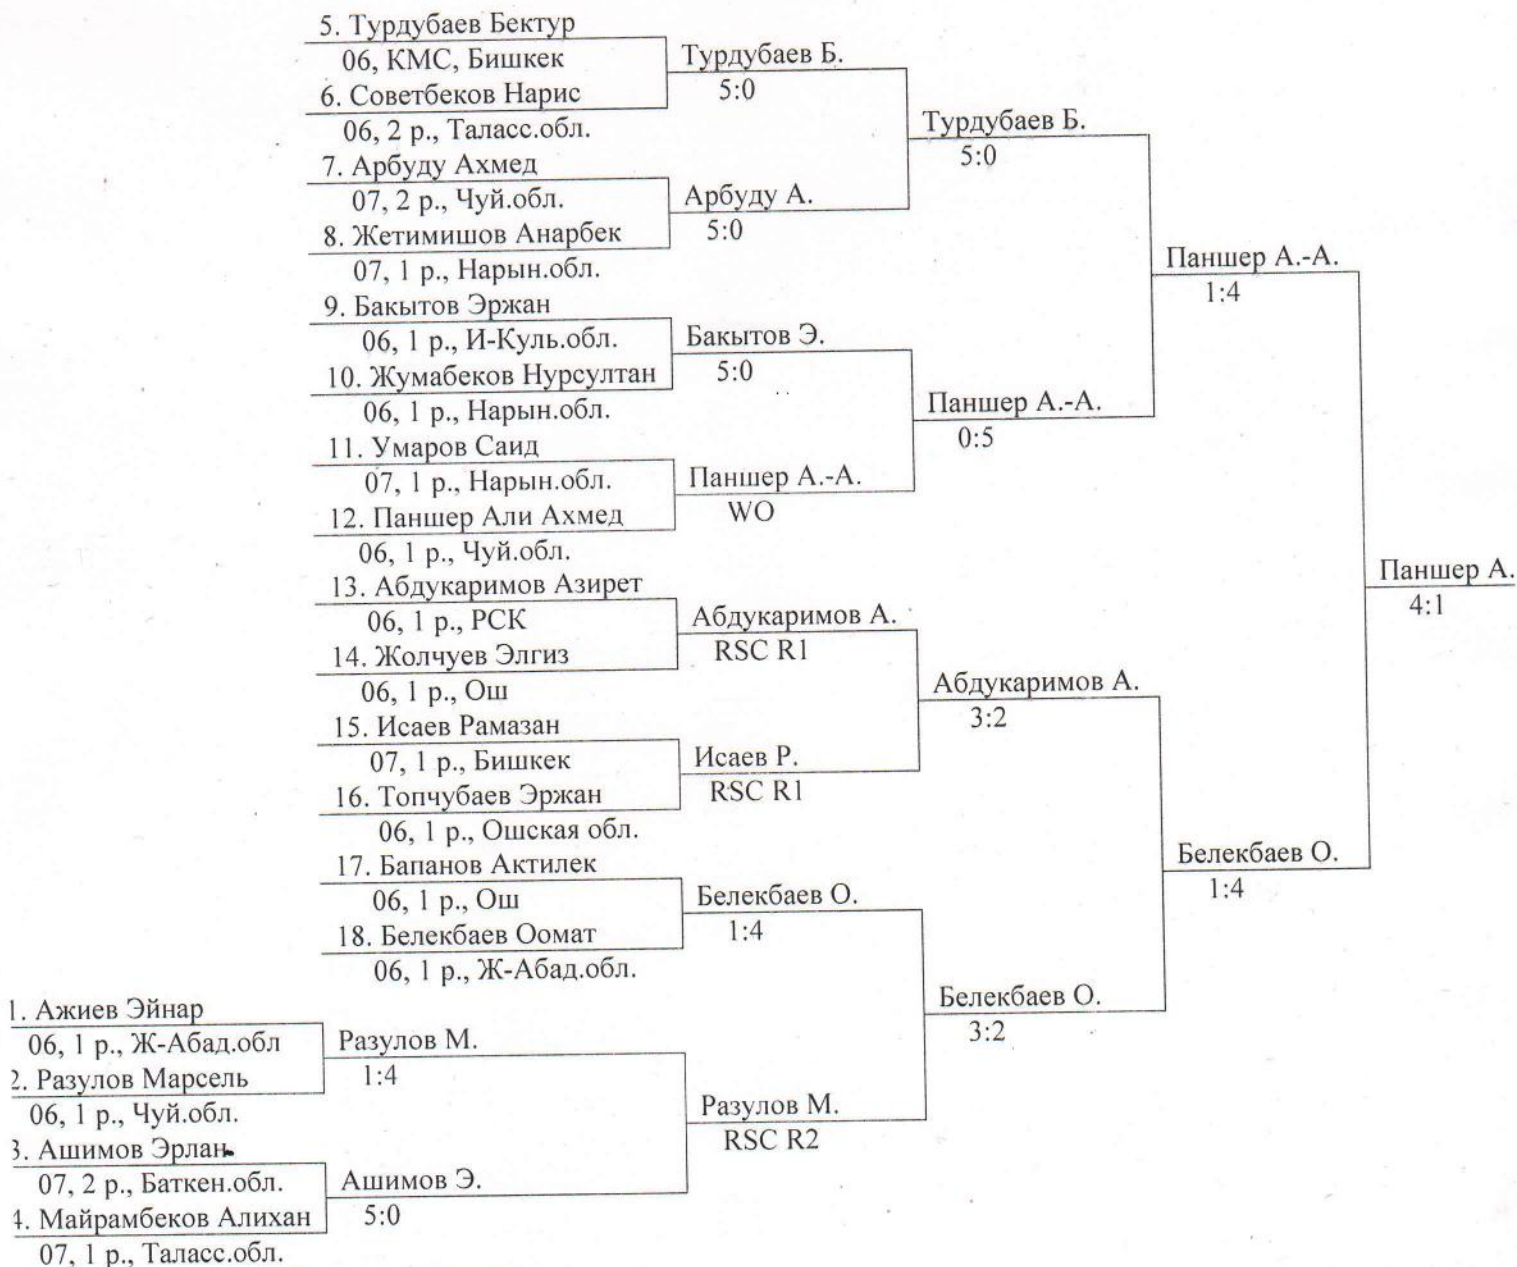 5. Турдубаев Бектур
06, КМС, Бишкек
6. Советбеков Нарис
06, 2 р., Таласс.обл.
7. Арбуду Ахмед
07, 2 р., Чуй.обл.
8. Жетимишов Анарбек
07, 1 р., Нарын.обл.
9. Бакытов Эржан
06, 1 р., И-Куль.обл.
10. Жумабеков Нурсултан
06, 1 р., Нарын.обл.
11. Умаров Саид
07, 1 р., Нарын.обл.
12. Паншер Али Ахмед
06, 1 р., Чуй.обл.
13. Абдукаримов Азирет
06, 1 р., РСК
14. Жолчуев Элгиз
06, 1 р., Ош
15. Исаев Рамазан
07, 1 р., Бишкек
16. Топчубаев Эржан
06, 1 р., Ошская обл.
17. Бапанов Актилек
06, 1 р., Ош
18. Белекбаев Оомат
06, 1 р., Ж-Абад.обл.
1. Ажиев Эйнар
06, 1 р., Ж-Абад.обл
2. Разулов Марсель
06, 1 р., Чуй.обл.
3. Ашимов Эрлан
07, 2 р., Баткен.обл.
4. Майрамбеков Алихан
07, 1 р., Таласс.обл.
Разулов М.
1:4
Ашимов Э.
5:0
Турдубаев Б.
5:0
Арбуду А.
5:0
Бакытов Э.
5:0
Паншер А.-А.
WO
Абдукаримов А.
RSC R1
Исаев Р.
RSC R1
Белекбаев О.
1:4
Разулов М.
RSC R2
Турдубаев Б.
5:0
Паншер А.-А.
0:5
Абдукаримов А.
3:2
Белекбаев О.
3:2
Паншер А.-А.
1:4
Белекбаев О.
1:4
Паншер А.
4:1